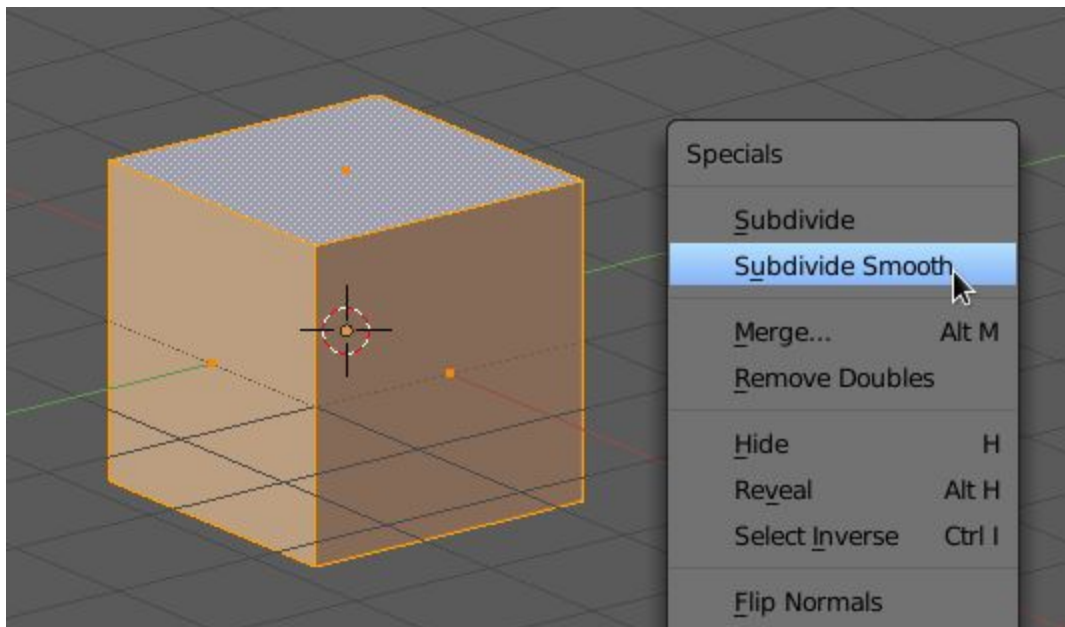 Specials
Subdivide
Subdivide Smooth
Merge... Alt M
Remove Doubles
Hide H
Reveal Alt H
Select Inverse Ctrl I
Flip Normals